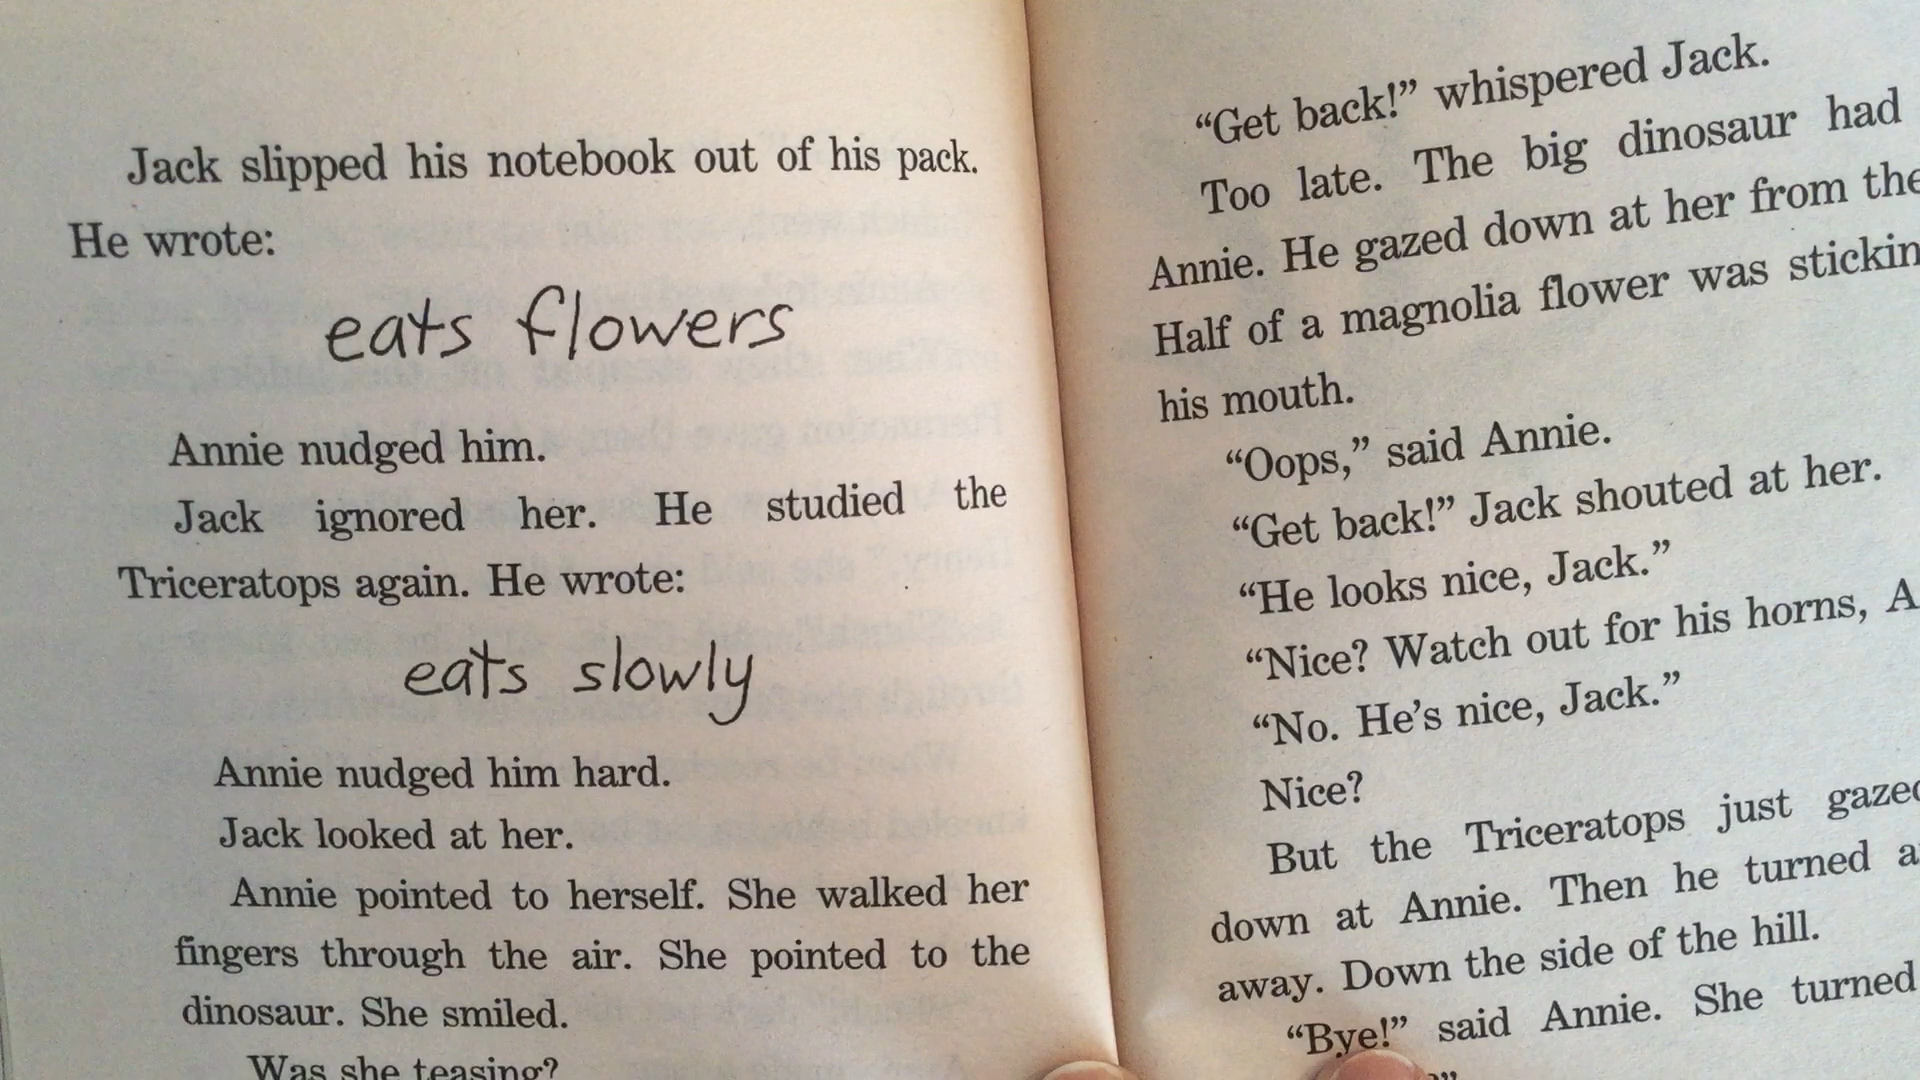 Jack slipped his notebook out of his pack.
He wrote:
eats flowers
Annie nudged him.
Jack ignored her. He studied the
Triceratops again. He wrote:
eats slowly
Annie nudged him hard.
Jack looked at her.
Annie pointed to herself. She walked her
fingers through the air. She pointed to the
dinosaur. She smiled.
Was she teasing?
“Get back!” whispered Jack.
Too late. The big dinosaur had
Annie. He gazed down at her from the
Half of a magnolia flower was
his mouth.
“Oops,” said Annie.
“Get back!” Jack shouted at her.
“He looks nice, Jack.”
“Nice? Watch out for his horns,
“No. He’s nice, Jack.”
Nice?
But the Triceratops just
down at Annie. Then he turned
away. Down the side of the hill.
“Bye!” said Annie. She turned